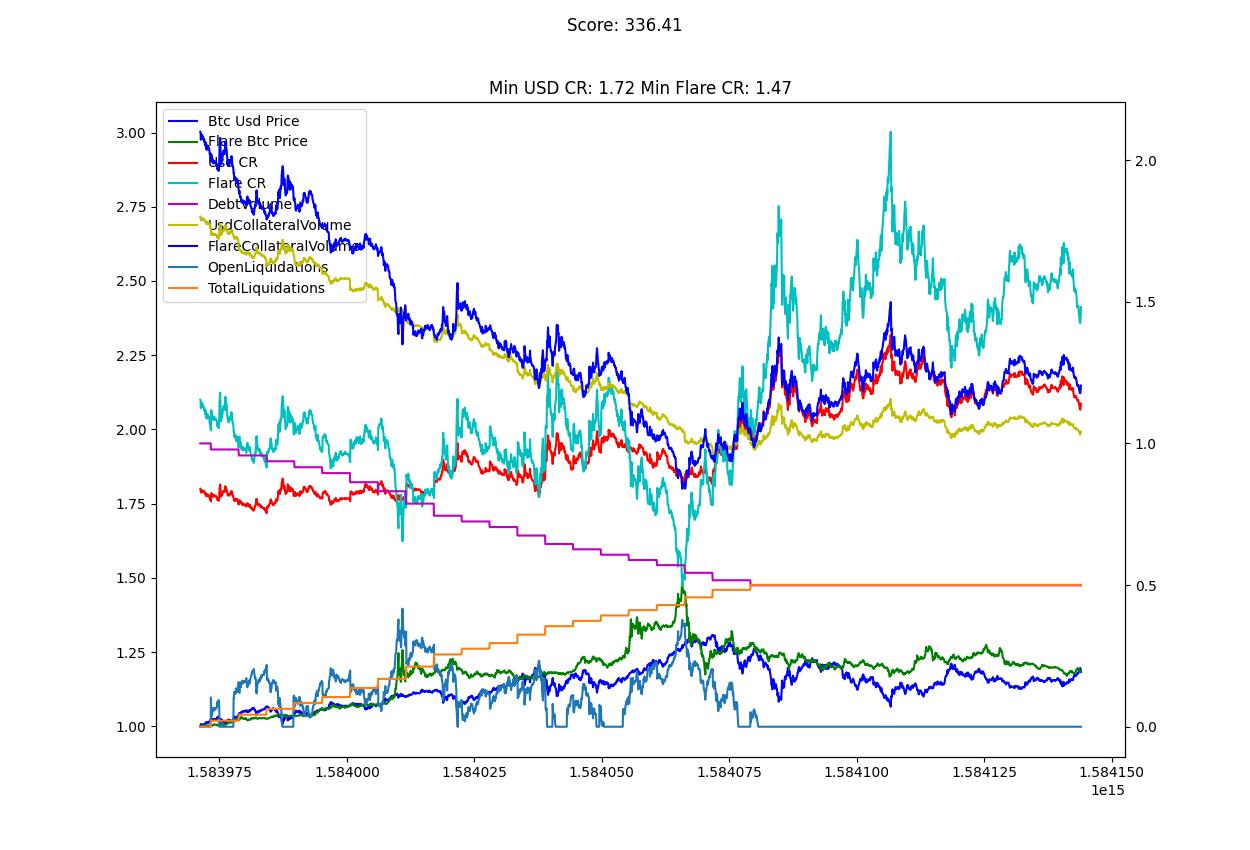 Score: 336.41
Min USD CR: 1.72 Min Flare CR: 1.47
Btc Usd Price
Flare Btc Price
Usd CR
Flare CR
DebtVolume
UsdCollateralVolume
FlareCollateralVolume
OpenLiquidations
TotalLiquidations
3.00
2.75
2.50
2.25
2.00
1.75
1.50
1.25
1.00
2.0
1.5
1.0
0.5
0.0
1.583975
1.584000
1.584025
1.584050
1.584075
1.584100
1.584125
1.584150
1e15